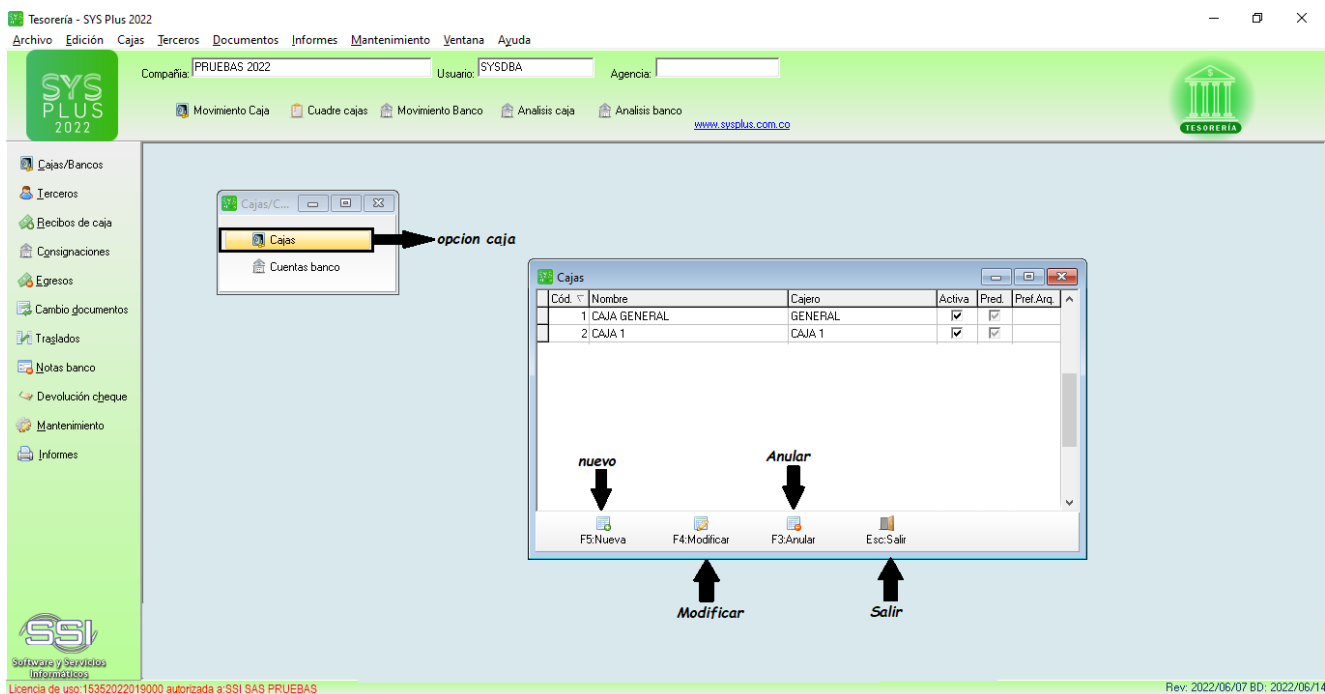 Tesorería - SYS Plus 2022
Archivo Edición Cajas Terceros Documentos Informes Mantenimiento Ventana Ayuda
SYS
PLUS
2022
Compañia: PRUEBAS 2022 Usuario: SYSDBA Agencia:
Movimiento Caja Cuadre cajas Movimiento Banco Analisis caja Analisis banco
www.sysplus.com.co
TESORERÍA
Cajas/Bancos
Terceros
Recibos de caja
Consignaciones
Egresos
Cambio documentos
Traslados
Notas banco
Devolución cheque
Mantenimiento
Informes
Cajas/C...
Cajas
opcion caja
Cuentas banco
Cajas
Cód. Nombre Cajero Activa Pred. Pref.Arq.
1 CAJA GENERAL GENERAL
2 CAJA 1 CAJA 1
nuevo Anular
F5:Nueva F4:Modificar F3:Anular Esc:Salir
Modificar Salir
SSI
Software y Servicios
Informáticos
Licencia de uso:15352022019000 autorizada a:SSI SAS PRUEBAS
Rev: 2022/06/07 BD: 2022/06/14